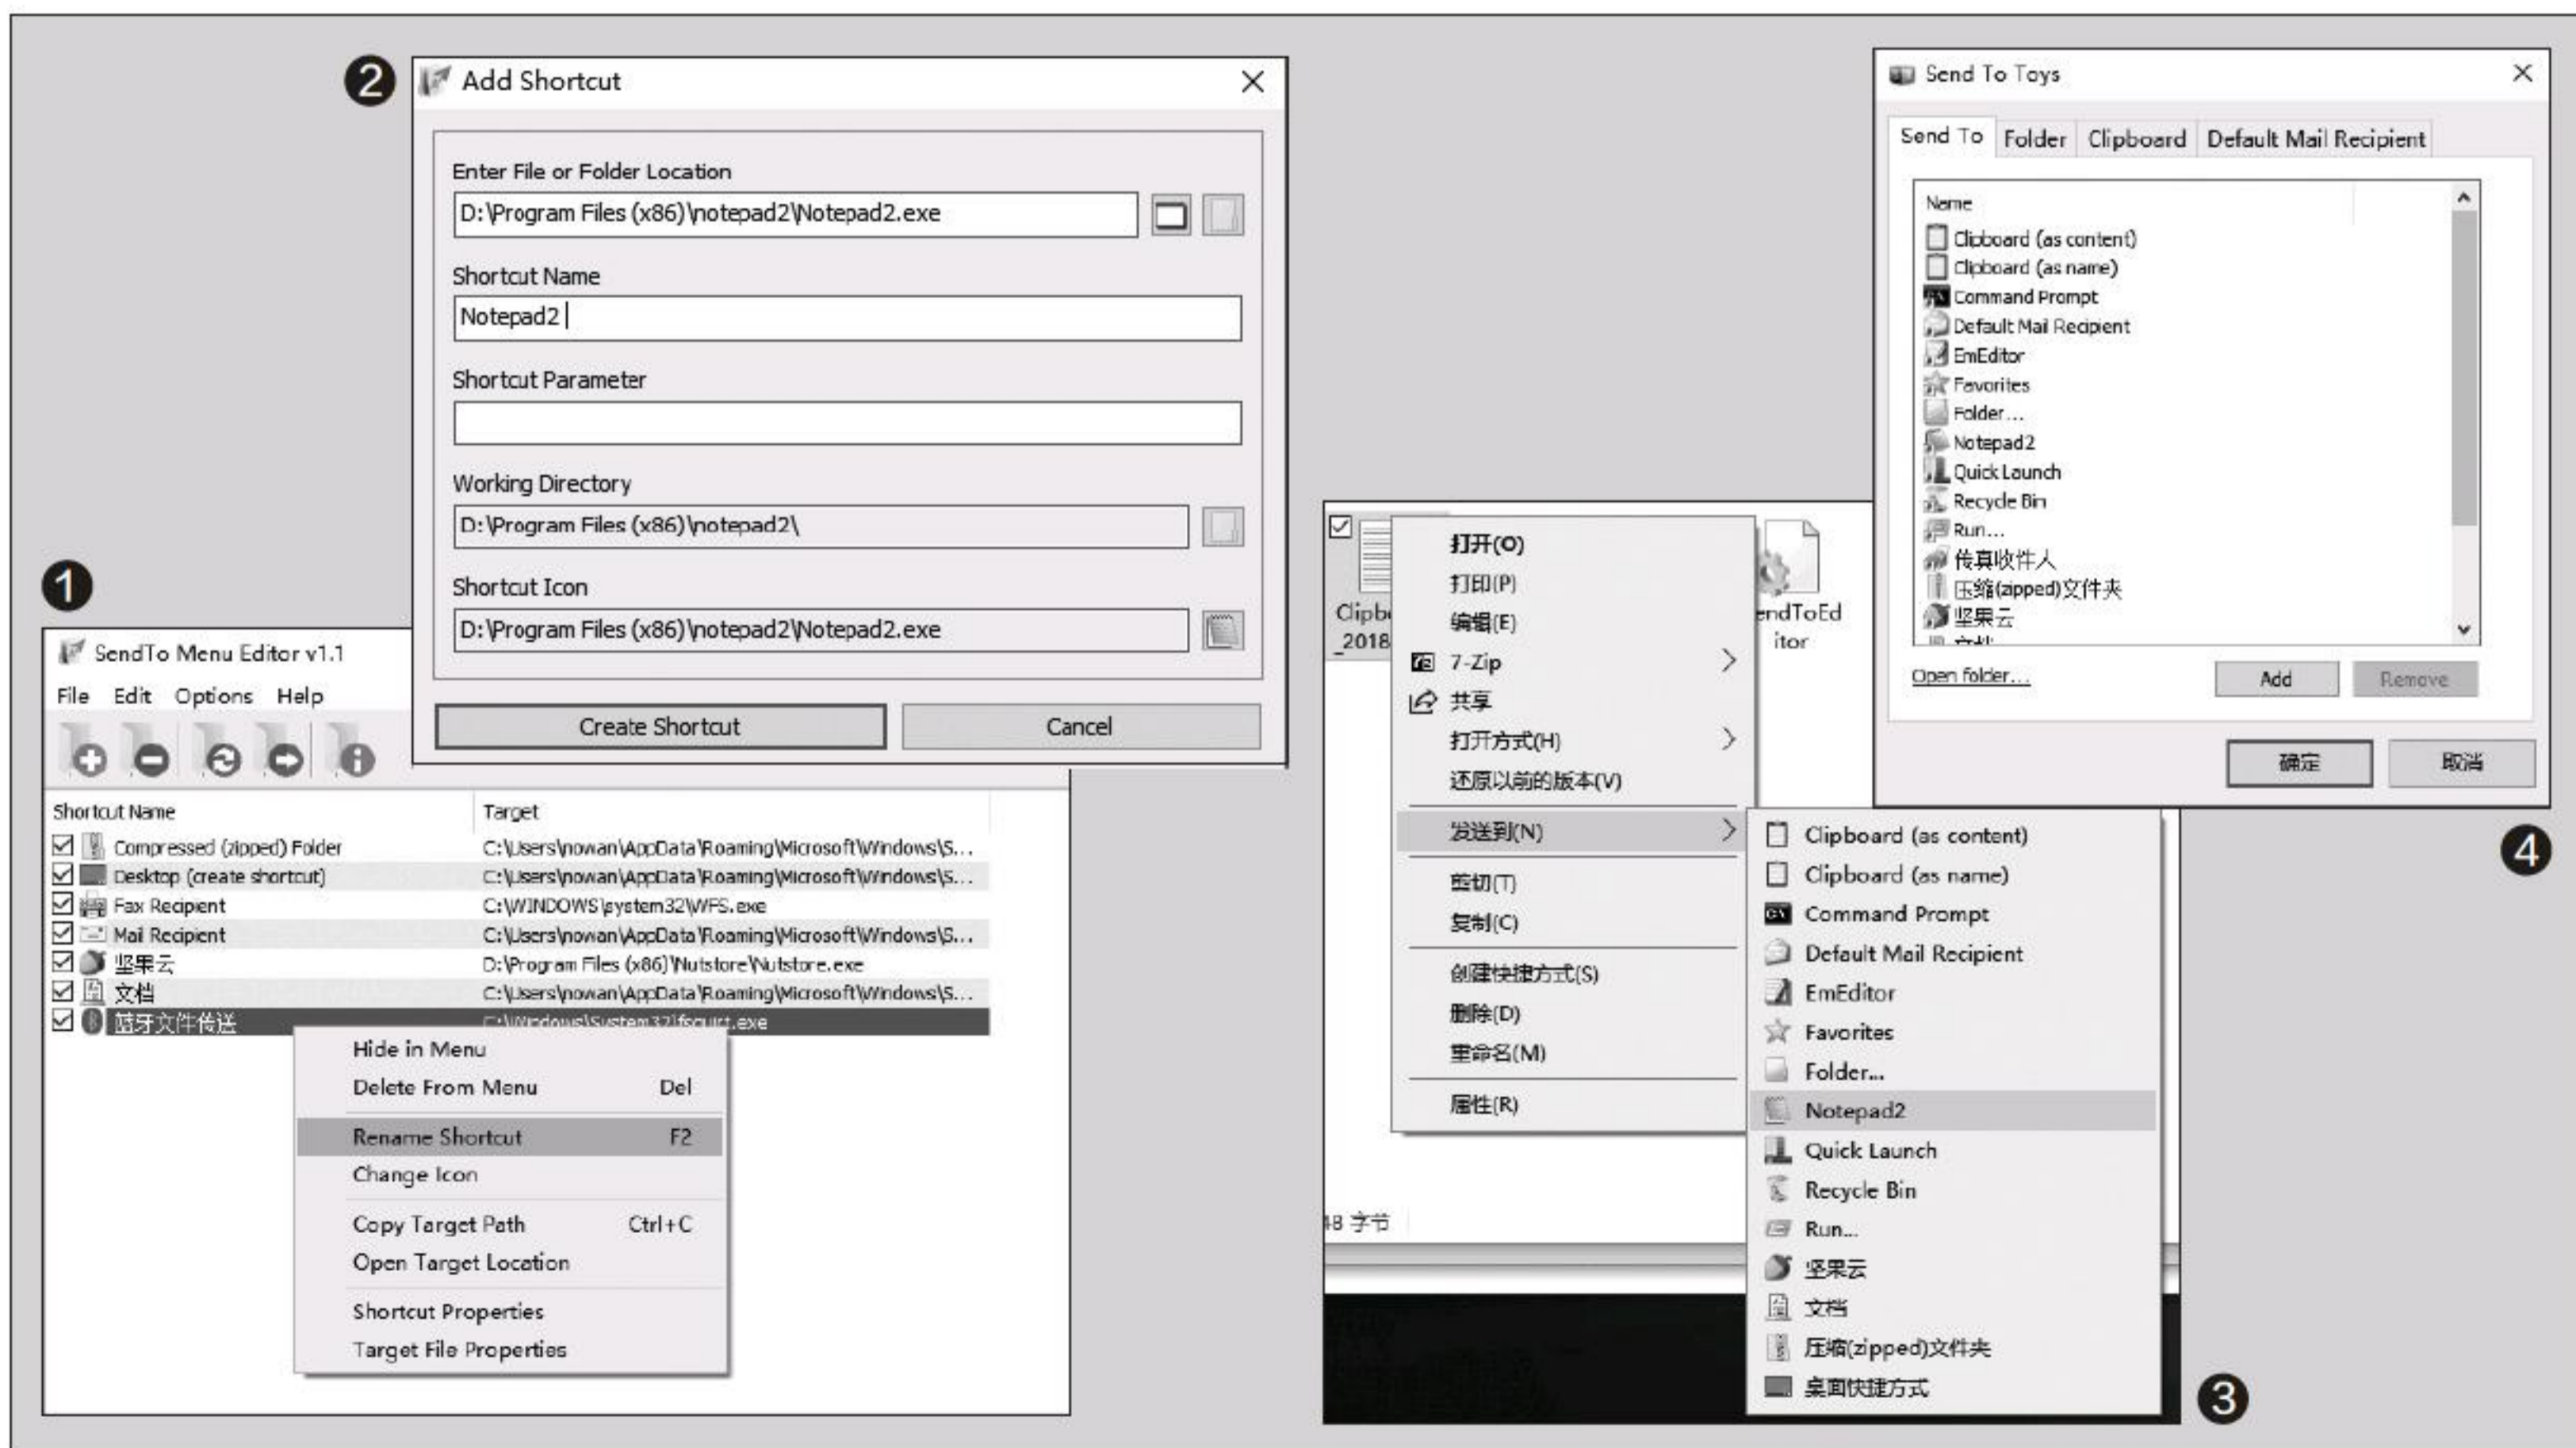 ❶
SendTo Menu Editor v1.1
File Edit Options Help
Shortcut Name Target
Compressed (zipped) Folder C:\Users\nowan\AppData\Roaming\Microsoft\Windows\S...
Desktop (create shortcut) C:\Users\nowan\AppData\Roaming\Microsoft\Windows\S...
Fax Recipient C:\WINDOWS\system32\WFS.exe
Mail Recipient C:\Users\nowan\AppData\Roaming\Microsoft\Windows\S...
坚果云 D:\Program Files (x86)\Nutstore\Nutstore.exe
文档 C:\Users\nowan\AppData\Roaming\Microsoft\Windows\S...
蓝牙文件传送 C:\Windows\System32\fsquirt.exe
Hide in Menu
Delete From Menu Del
Rename Shortcut F2
Change Icon
Copy Target Path Ctrl+C
Open Target Location
Shortcut Properties
Target File Properties
❷
Add Shortcut
Enter File or Folder Location
D:\Program Files (x86)\notepad2\Notepad2.exe
Shortcut Name
Notepad2
Shortcut Parameter
Working Directory
D:\Program Files (x86)\notepad2\
Shortcut Icon
D:\Program Files (x86)\notepad2\Notepad2.exe
Create Shortcut Cancel
Clipb
_2018
endToEd
itor
打开(O)
打印(P)
编辑(E)
7-Zip
共享
打开方式(H)
还原以前的版本(V)
发送到(N)
剪切(T)
复制(C)
创建快捷方式(S)
删除(D)
重命名(M)
属性(R)
48 字节
Clipboard (as content)
Clipboard (as name)
Command Prompt
Default Mail Recipient
EmEditor
Favorites
Folder...
Notepad2
Quick Launch
Recycle Bin
Run...
坚果云
文档
压缩(zipped)文件夹
桌面快捷方式
❸
Send To Toys
Send To Folder Clipboard Default Mail Recipient
Name
Clipboard (as content)
Clipboard (as name)
Command Prompt
Default Mail Recipient
EmEditor
Favorites
Folder...
Notepad2
Quick Launch
Recycle Bin
Run...
传真收件人
压缩(zipped)文件夹
坚果云
Open folder... Add Remove
确定 取消
❹